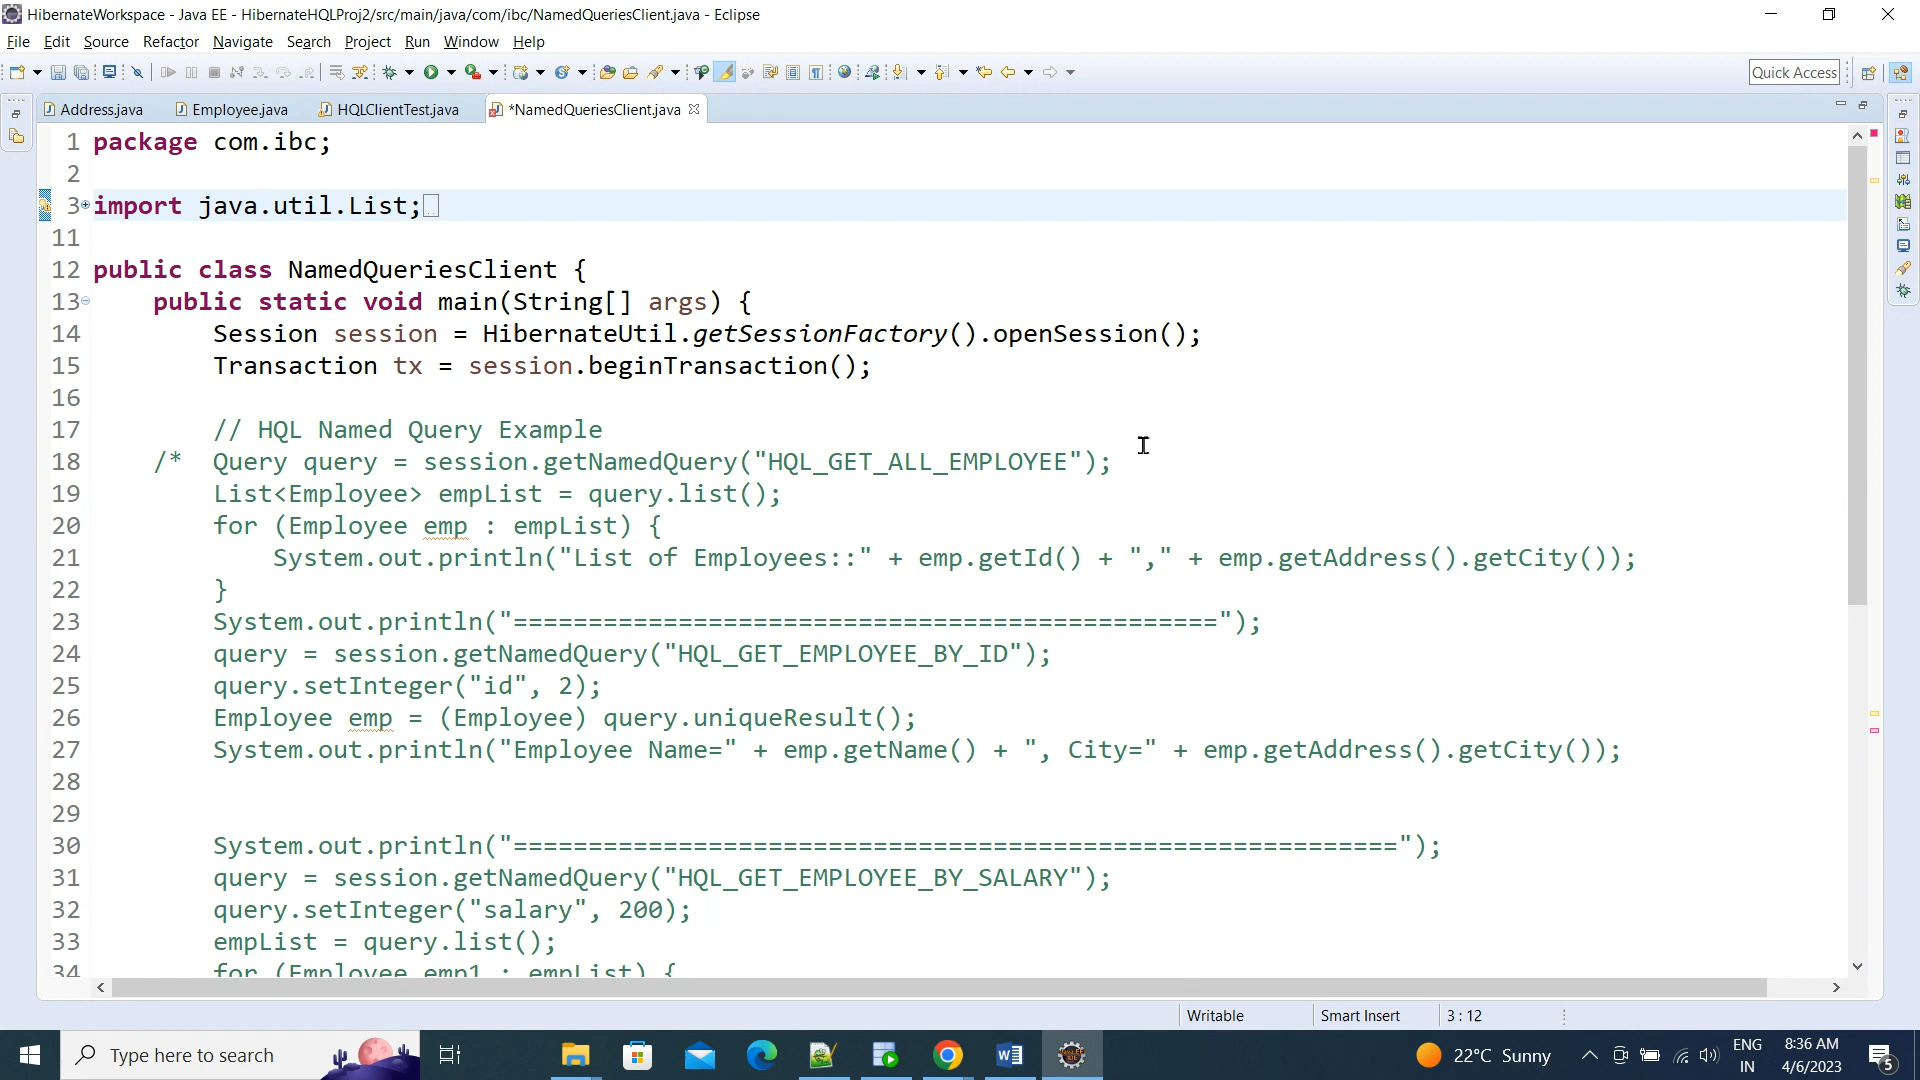 HibernateWorkspace - Java EE - HibernateHQLProj2/src/main/java/com/ibc/NamedQueriesClient.java - Eclipse
File Edit Source Refactor Navigate Search Project Run Window Help
Quick Access
Address.java Employee.java HQLClientTest.java *NamedQueriesClient.java
1 package com.ibc;
2
3 import java.util.List;
11
12 public class NamedQueriesClient {
13 public static void main(String[] args) {
14 Session session = HibernateUtil.getSessionFactory().openSession();
15 Transaction tx = session.beginTransaction();
16
17 // HQL Named Query Example
18 /* Query query = session.getNamedQuery("HQL_GET_ALL_EMPLOYEE");
19 List<Employee> empList = query.list();
20 for (Employee emp : empList) {
21 System.out.println("List of Employees::" + emp.getId() + "," + emp.getAddress().getCity());
22 }
23 System.out.println("===============================================");
24 query = session.getNamedQuery("HQL_GET_EMPLOYEE_BY_ID");
25 query.setInteger("id", 2);
26 Employee emp = (Employee) query.uniqueResult();
27 System.out.println("Employee Name=" + emp.getName() + ", City=" + emp.getAddress().getCity());
28
29
30 System.out.println("===========================================================");
31 query = session.getNamedQuery("HQL_GET_EMPLOYEE_BY_SALARY");
32 query.setInteger("salary", 200);
33 empList = query.list();
34 for (Employee emp1 : empList) {
Writable Smart Insert 3 : 12
Type here to search
22°C Sunny
ENG
IN
8:36 AM
4/6/2023
5